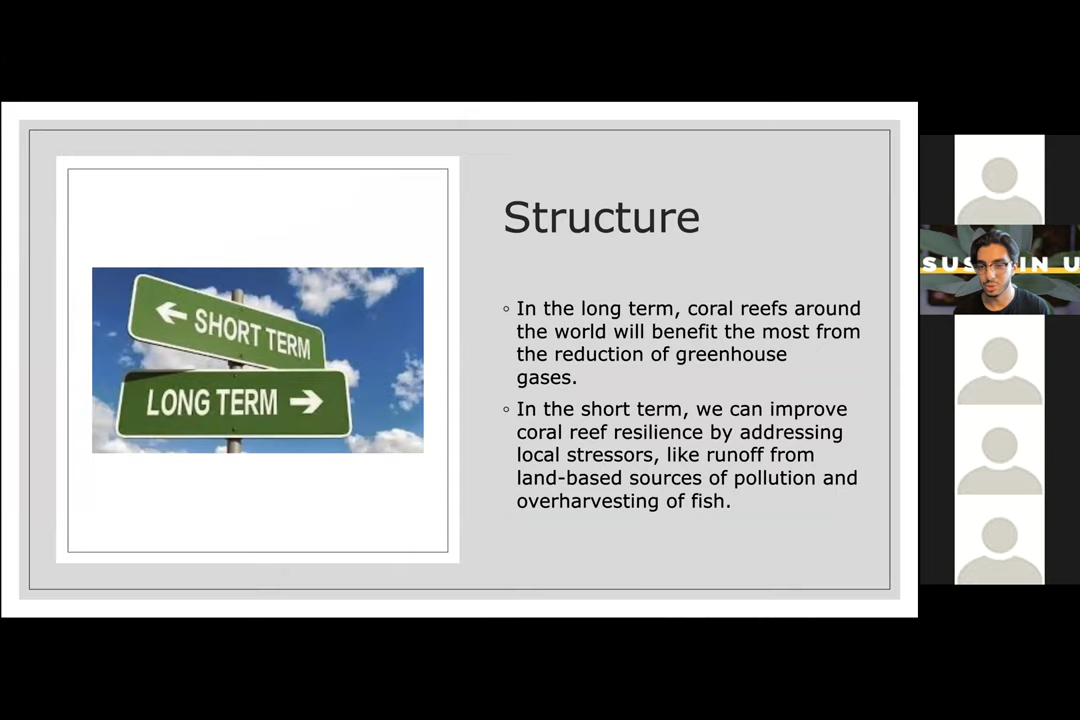 Structure
SHORT TERM
LONG TERM
◦ In the long term, coral reefs around
the world will benefit the most from
the reduction of greenhouse
gases.
◦ In the short term, we can improve
coral reef resilience by addressing
local stressors, like runoff from
land-based sources of pollution and
overharvesting of fish.